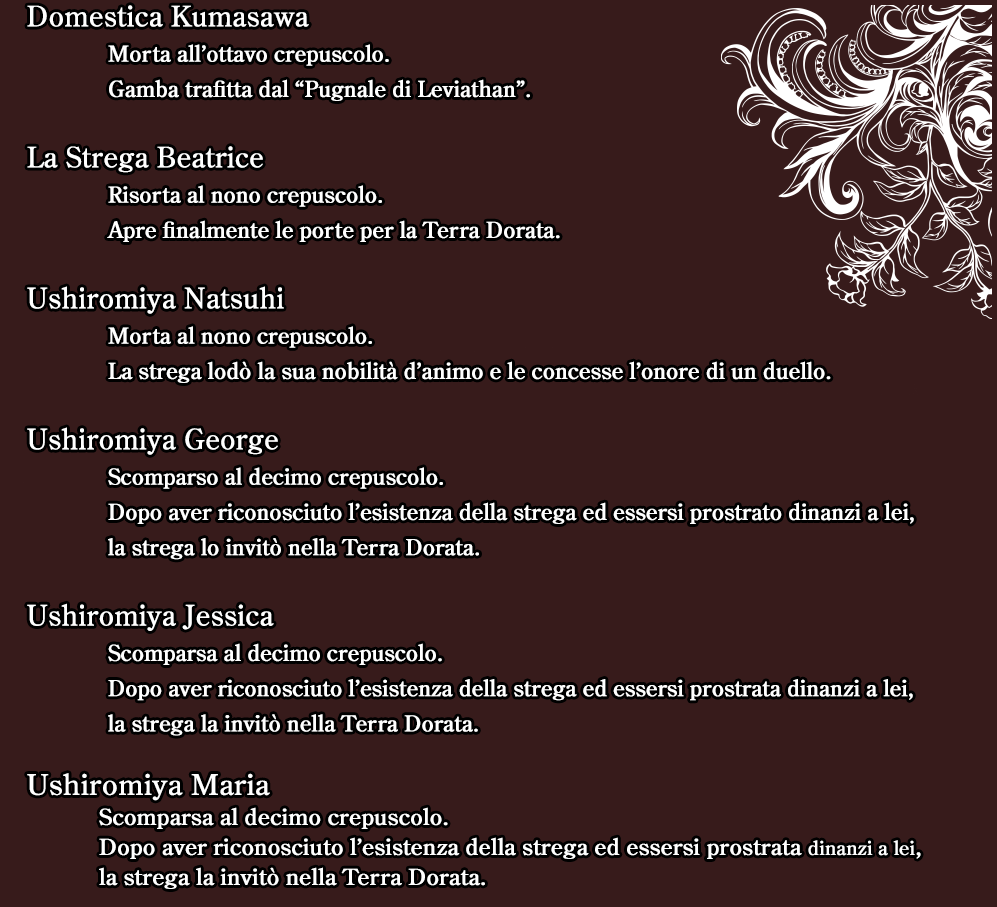 Domestica Kumasawa
Morta all’ottavo crepuscolo.
Gamba trafitta dal “Pugnale di Leviathan”.
La Strega Beatrice
Risorta al nono crepuscolo.
Apre finalmente le porte per la Terra Dorata.
Ushiromiya Natsuhi
Morta al nono crepuscolo.
La strega lodò la sua nobilità d’animo e le concesse l’onore di un duello.
Ushiromiya George
Scomparso al decimo crepuscolo.
Dopo aver riconosciuto l’esistenza della strega ed essersi prostrato dinanzi a lei,
la strega lo invitò nella Terra Dorata.
Ushiromiya Jessica
Scomparsa al decimo crepuscolo.
Dopo aver riconosciuto l’esistenza della strega ed essersi prostrata dinanzi a lei,
la strega la invitò nella Terra Dorata.
Ushiromiya Maria
Scomparsa al decimo crepuscolo.
Dopo aver riconosciuto l’esistenza della strega ed essersi prostrata dinanzi a lei,
la strega la invitò nella Terra Dorata.